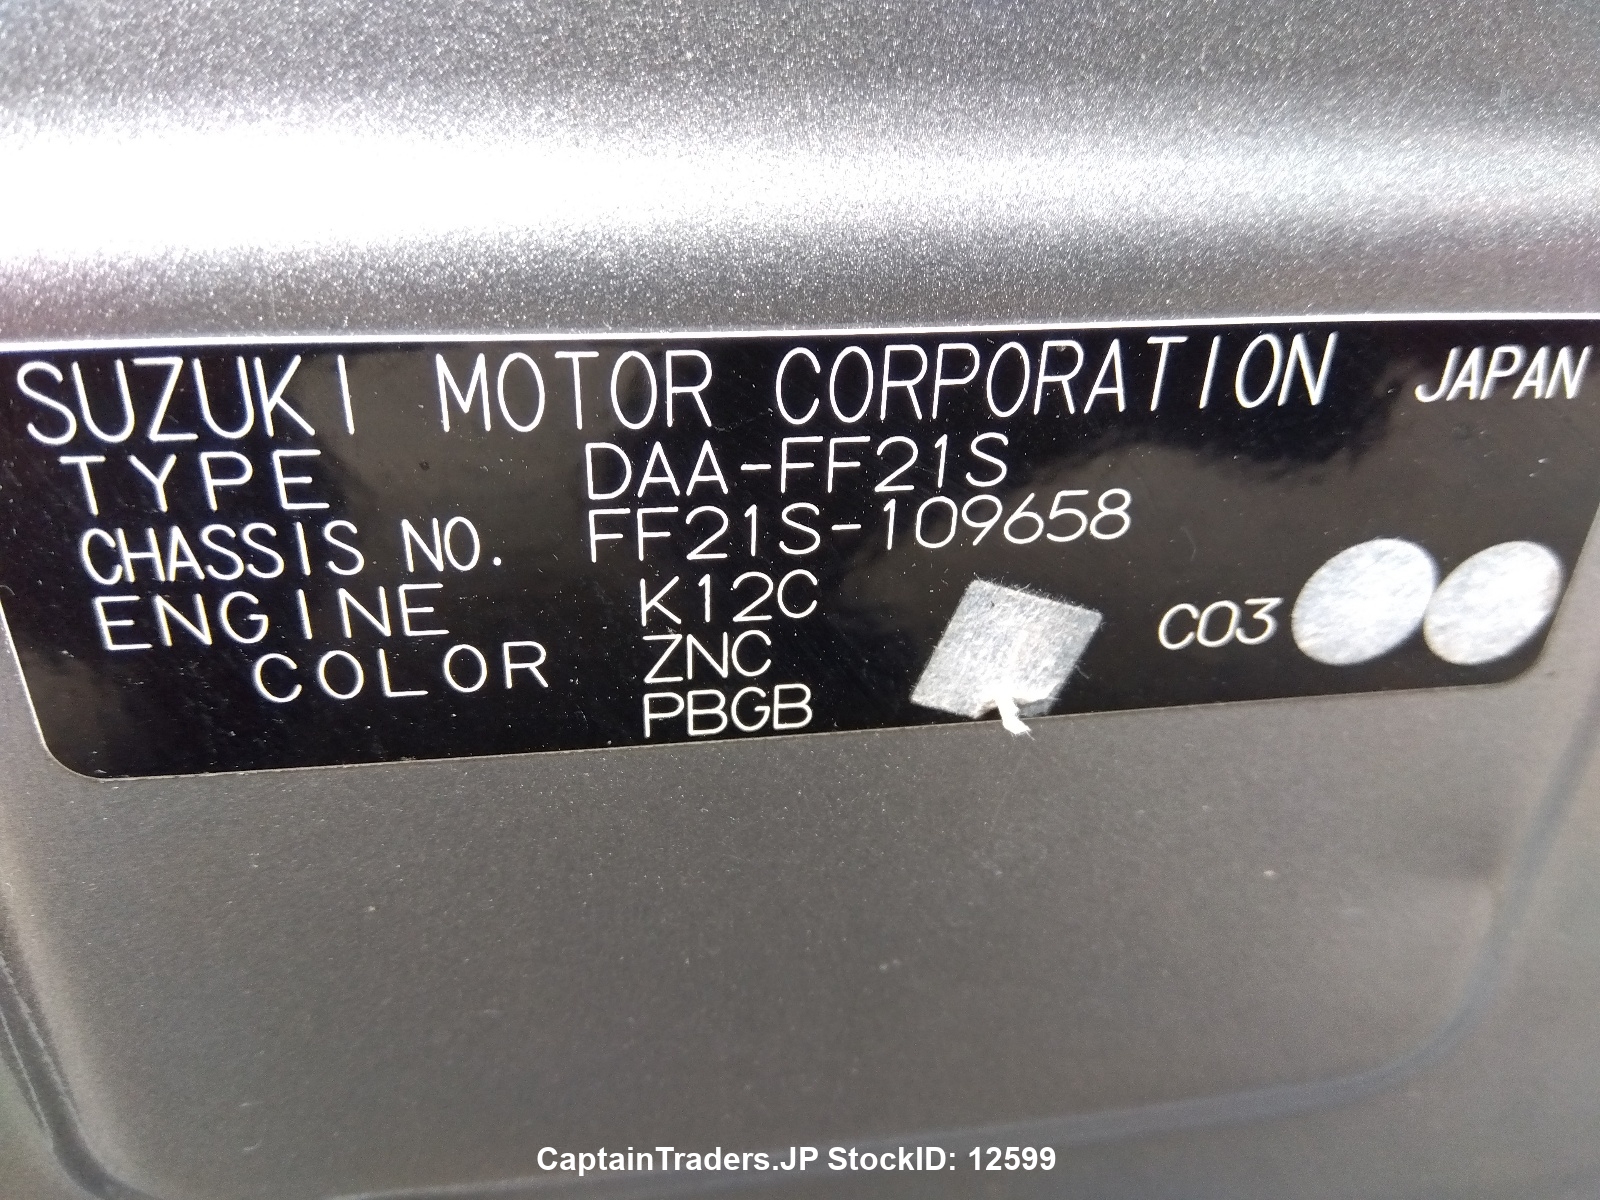 SUZUKI MOTOR CORPORATION JAPAN
TYPE DAA-FF21S
CHASSIS NO. FF21S-109658
ENGINE K12C
COLOR ZNC
PBGB
C03
CaptainTraders.JP StockID: 12599